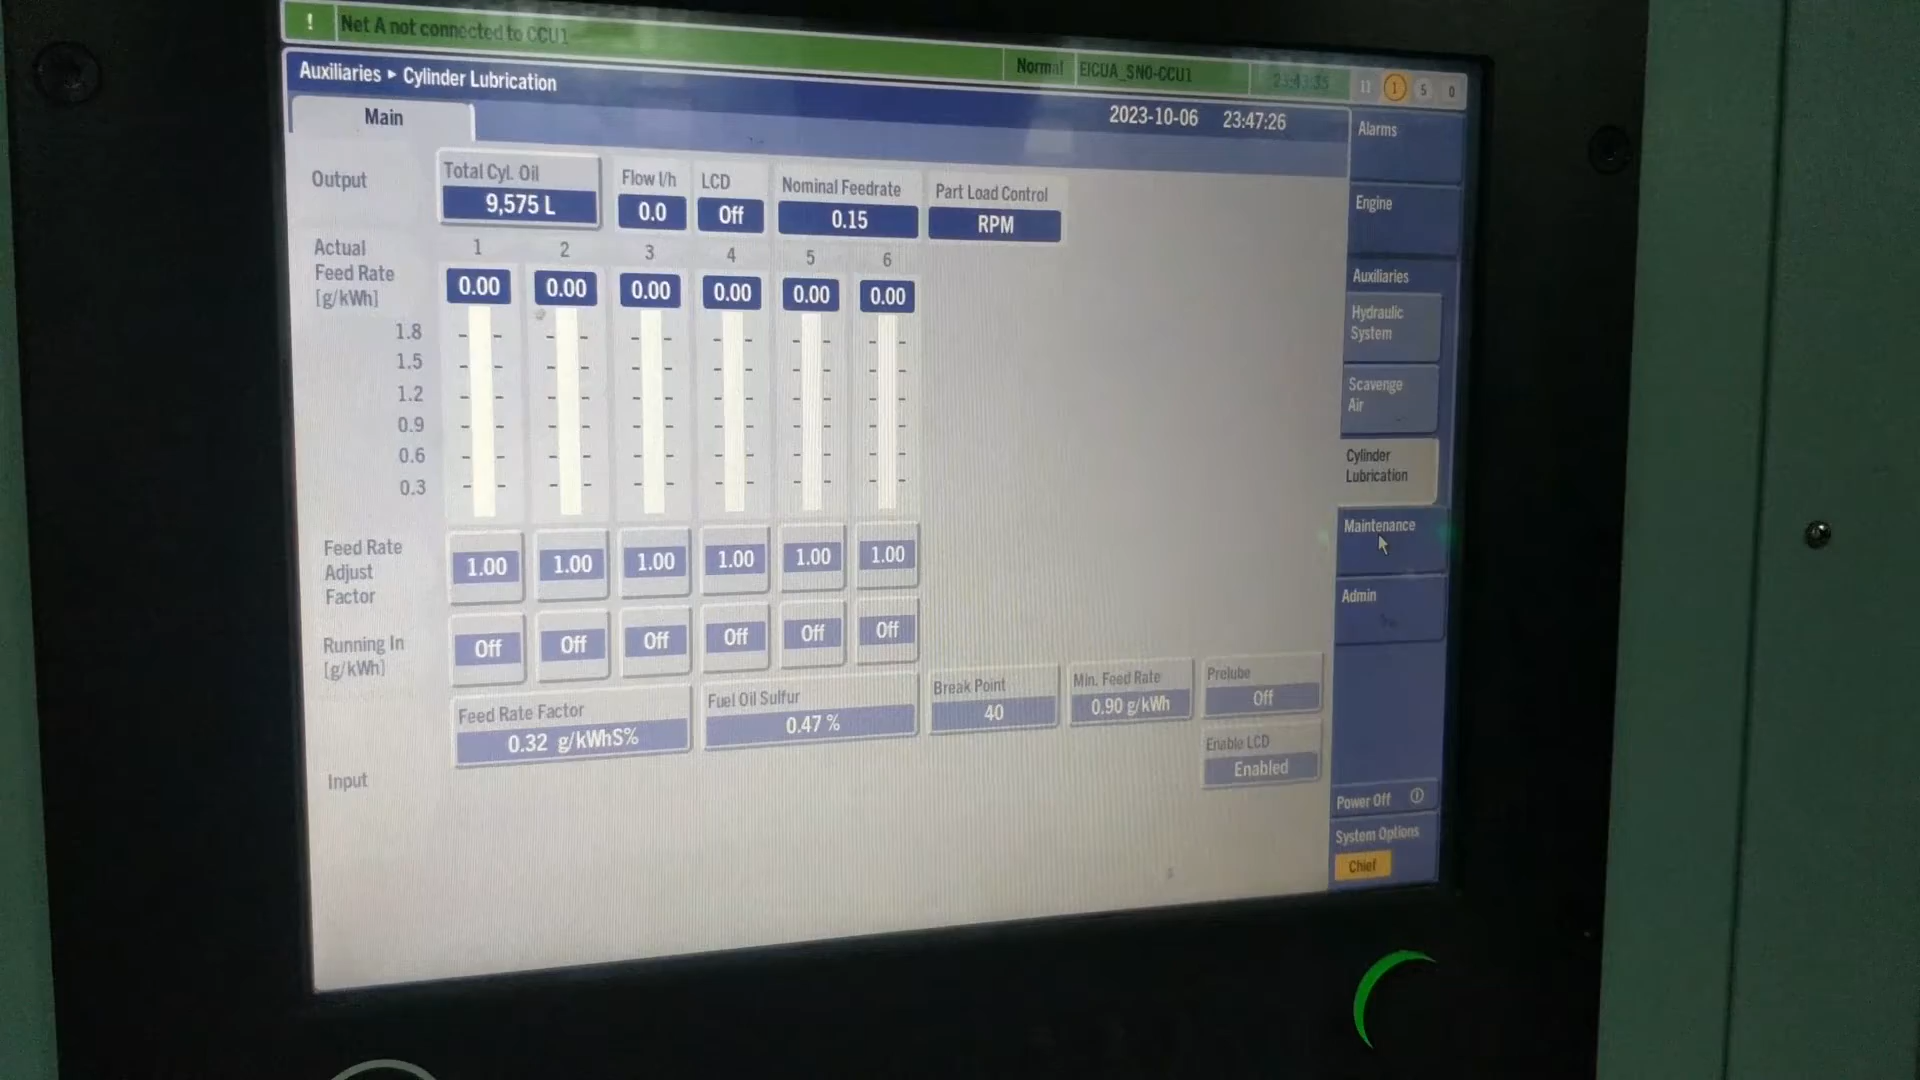 ! Net A not connected to CCU1
Normal EICUA_SNO-CCU1 23:43:35 11 1 5 0
Auxiliaries ▸ Cylinder Lubrication
2023-10-06 23:47:26
Main
Output
Total Cyl. Oil
9,575 L
Flow l/h
0.0
LCD
Off
Nominal Feedrate
0.15
Part Load Control
RPM
Actual
Feed Rate
[g/kWh]
1 2 3 4 5 6
0.00 0.00 0.00 0.00 0.00 0.00
1.8
1.5
1.2
0.9
0.6
0.3
Feed Rate
Adjust
Factor
1.00 1.00 1.00 1.00 1.00 1.00
Running In
[g/kWh]
Off Off Off Off Off Off
Feed Rate Factor
0.32 g/kWhS%
Fuel Oil Sulfur
0.47 %
Break Point
40
Min. Feed Rate
0.90 g/kWh
Prelube
Off
Enable LCD
Enabled
Input
Alarms
Engine
Auxiliaries
Hydraulic
System
Scavenge
Air
Cylinder
Lubrication
Maintenance
Admin
Power Off
System Options
Chief